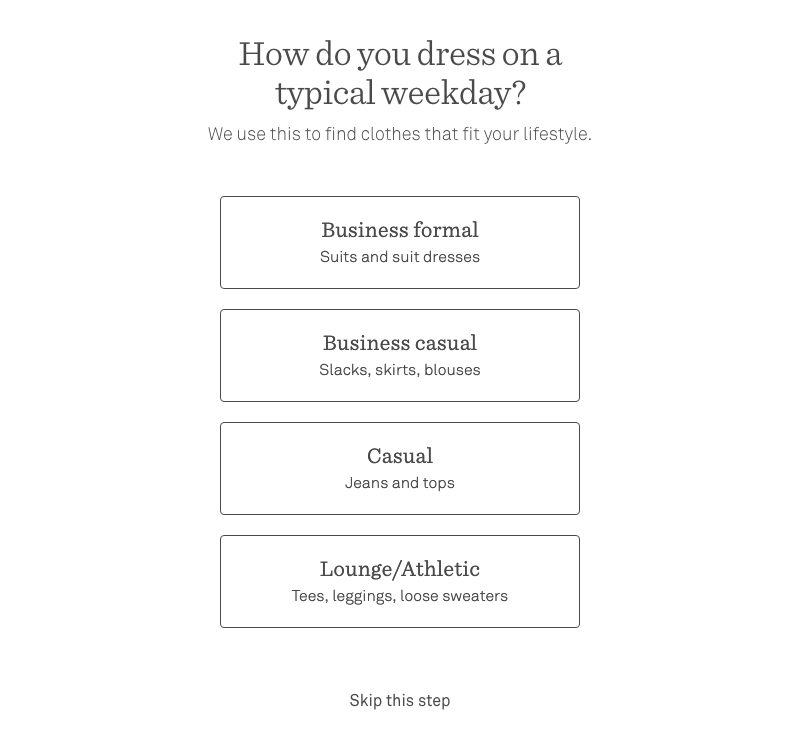 How do you dress on a
typical weekday?
We use this to find clothes that fit your lifestyle.
Business formal
Suits and suit dresses
Business casual
Slacks, skirts, blouses
Casual
Jeans and tops
Lounge/Athletic
Tees, leggings, loose sweaters
Skip this step